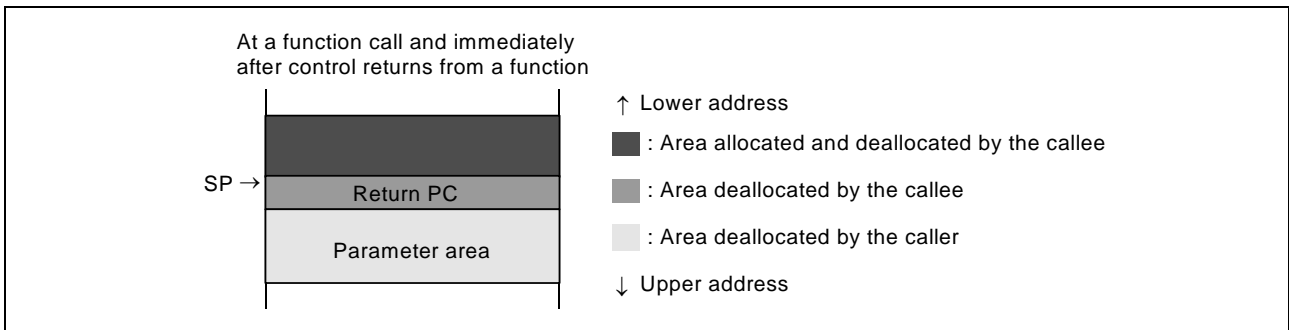 At a function call and immediately
after control returns from a function
↑ Lower address
: Area allocated and deallocated by the callee
SP →
Return PC
: Area deallocated by the callee
Parameter area
: Area deallocated by the caller
↓ Upper address